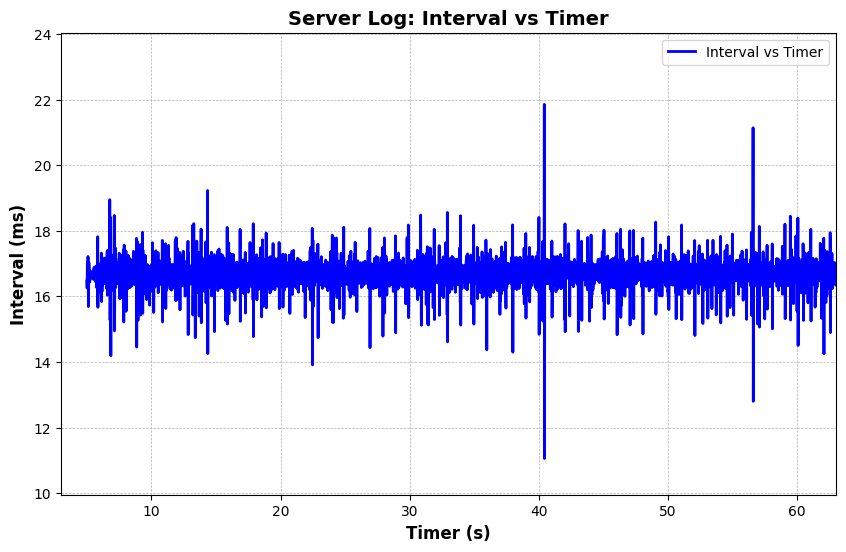 Server Log: Interval vs Timer
Interval vs Timer
Interval (ms)
24
22
20
18
16
14
12
10
10 20 30 40 50 60
Timer (s)